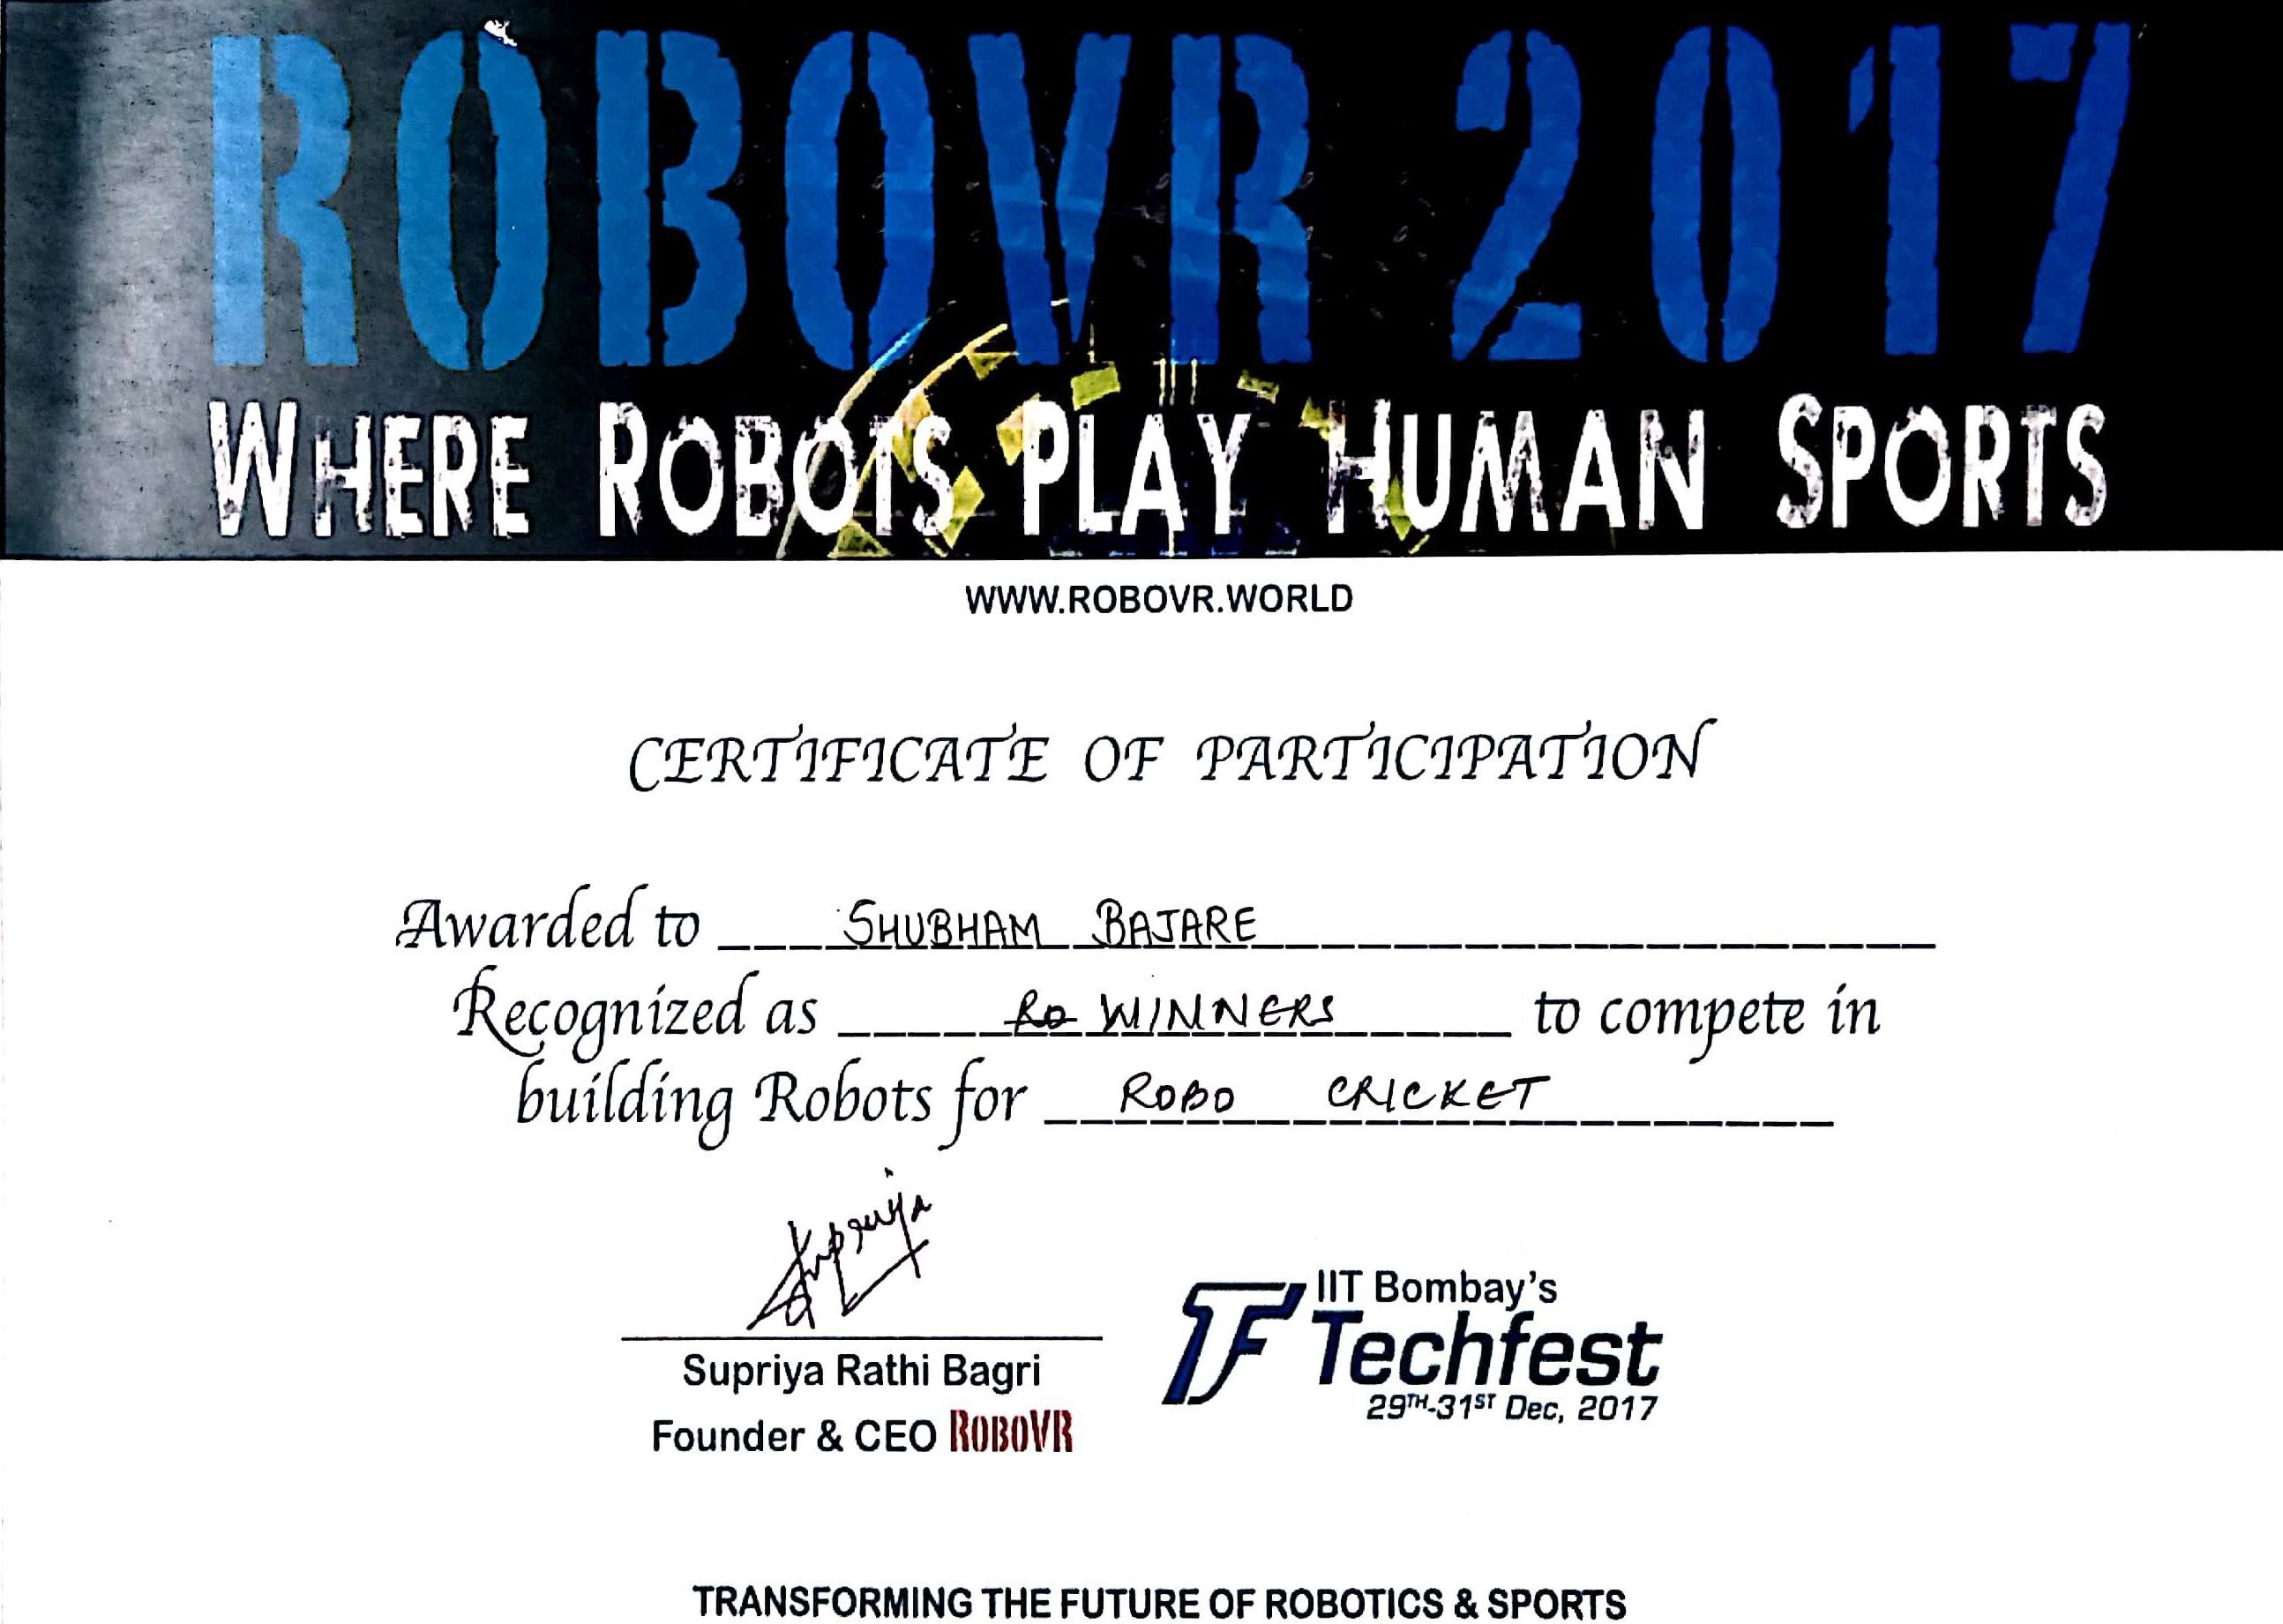 ROBOVR 2017
WHERE ROBOTS PLAY HUMAN SPORTS
WWW.ROBOVR.WORLD
CERTIFICATE OF PARTICIPATION
Awarded to SHUBHAM BAJARE
Recognized as Ro WINNERS to compete in
building Robots for ROBO CRICKET
Supriya
Supriya Rathi Bagri
Founder & CEO ROBOVR
IIT Bombay's
Techfest
29TH-31ST Dec, 2017
TRANSFORMING THE FUTURE OF ROBOTICS & SPORTS